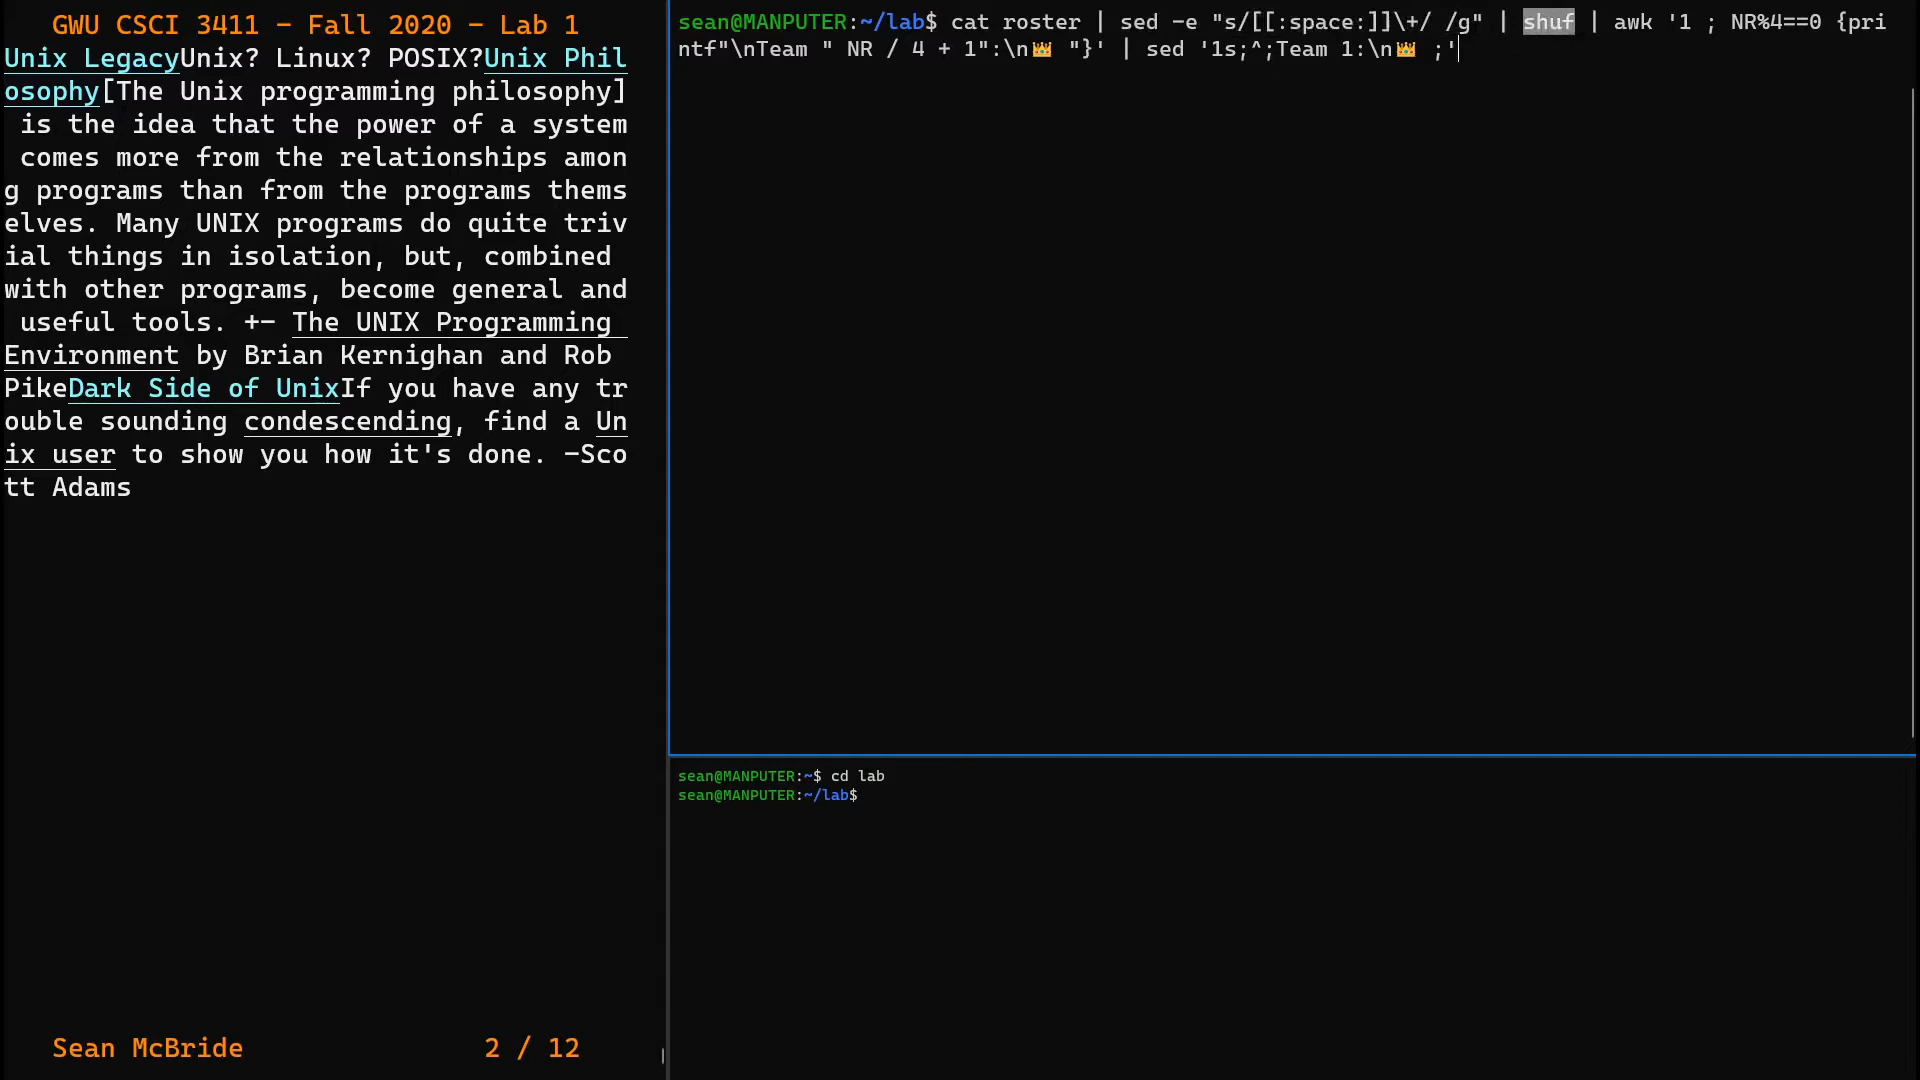 GWU CSCI 3411 - Fall 2020 - Lab 1
Unix LegacyUnix? Linux? POSIX?Unix Phil
osophy[The Unix programming philosophy]
is the idea that the power of a system
comes more from the relationships amon
g programs than from the programs thems
elves. Many UNIX programs do quite triv
ial things in isolation, but, combined
with other programs, become general and
useful tools. +- The UNIX Programming
Environment by Brian Kernighan and Rob
PikeDark Side of UnixIf you have any tr
ouble sounding condescending, find a Un
ix user to show you how it's done. -Sco
tt Adams
Sean McBride 2 / 12
sean@MANPUTER:~/lab$ cat roster | sed -e "s/[[:space:]]\+/ /g" | shuf | awk '1 ; NR%4==0 {pri
ntf"\nTeam " NR / 4 + 1":\n👑 "}' | sed '1s;^;Team 1:\n👑 ;'
sean@MANPUTER:~$ cd lab
sean@MANPUTER:~/lab$